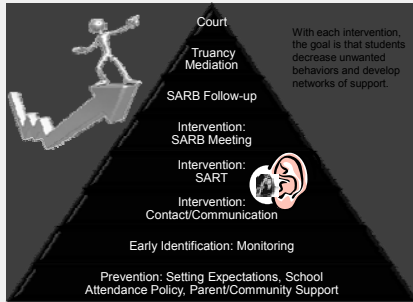 Court
With each intervention,
the goal is that students
decrease unwanted
behaviors and develop
networks of support.
Truancy
Mediation
SARB Follow-up
Intervention:
SARB Meeting
Intervention:
SART
Intervention:
Contact/Communication
Early Identification: Monitoring
Prevention: Setting Expectations, School
Attendance Policy, Parent/Community Support